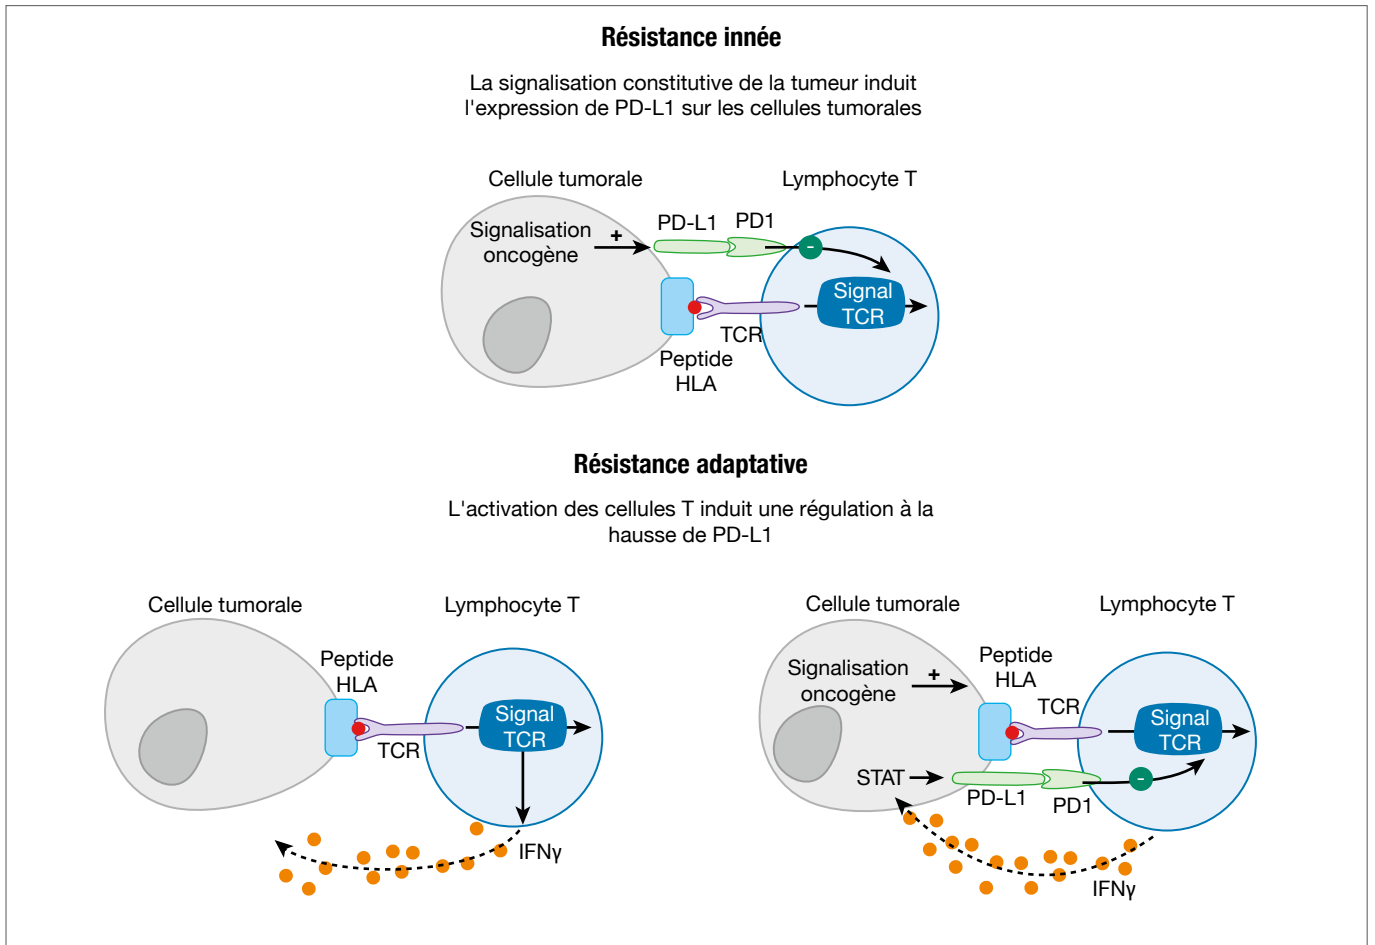 Résistance innée
La signalisation constitutive de la tumeur induit
l'expression de PD-L1 sur les cellules tumorales
Cellule tumorale
Lymphocyte T
Signalisation
oncogène
+
PD-L1
PD1
-
Signal
TCR
TCR
Peptide
HLA
Résistance adaptative
L'activation des cellules T induit une régulation à la
hausse de PD-L1
Cellule tumorale
Lymphocyte T
Peptide
HLA
Signal
TCR
TCR
IFNγ
Cellule tumorale
Lymphocyte T
Signalisation
oncogène
+
Peptide
HLA
TCR
Signal
TCR
STAT
PD-L1
PD1
-
IFNγ